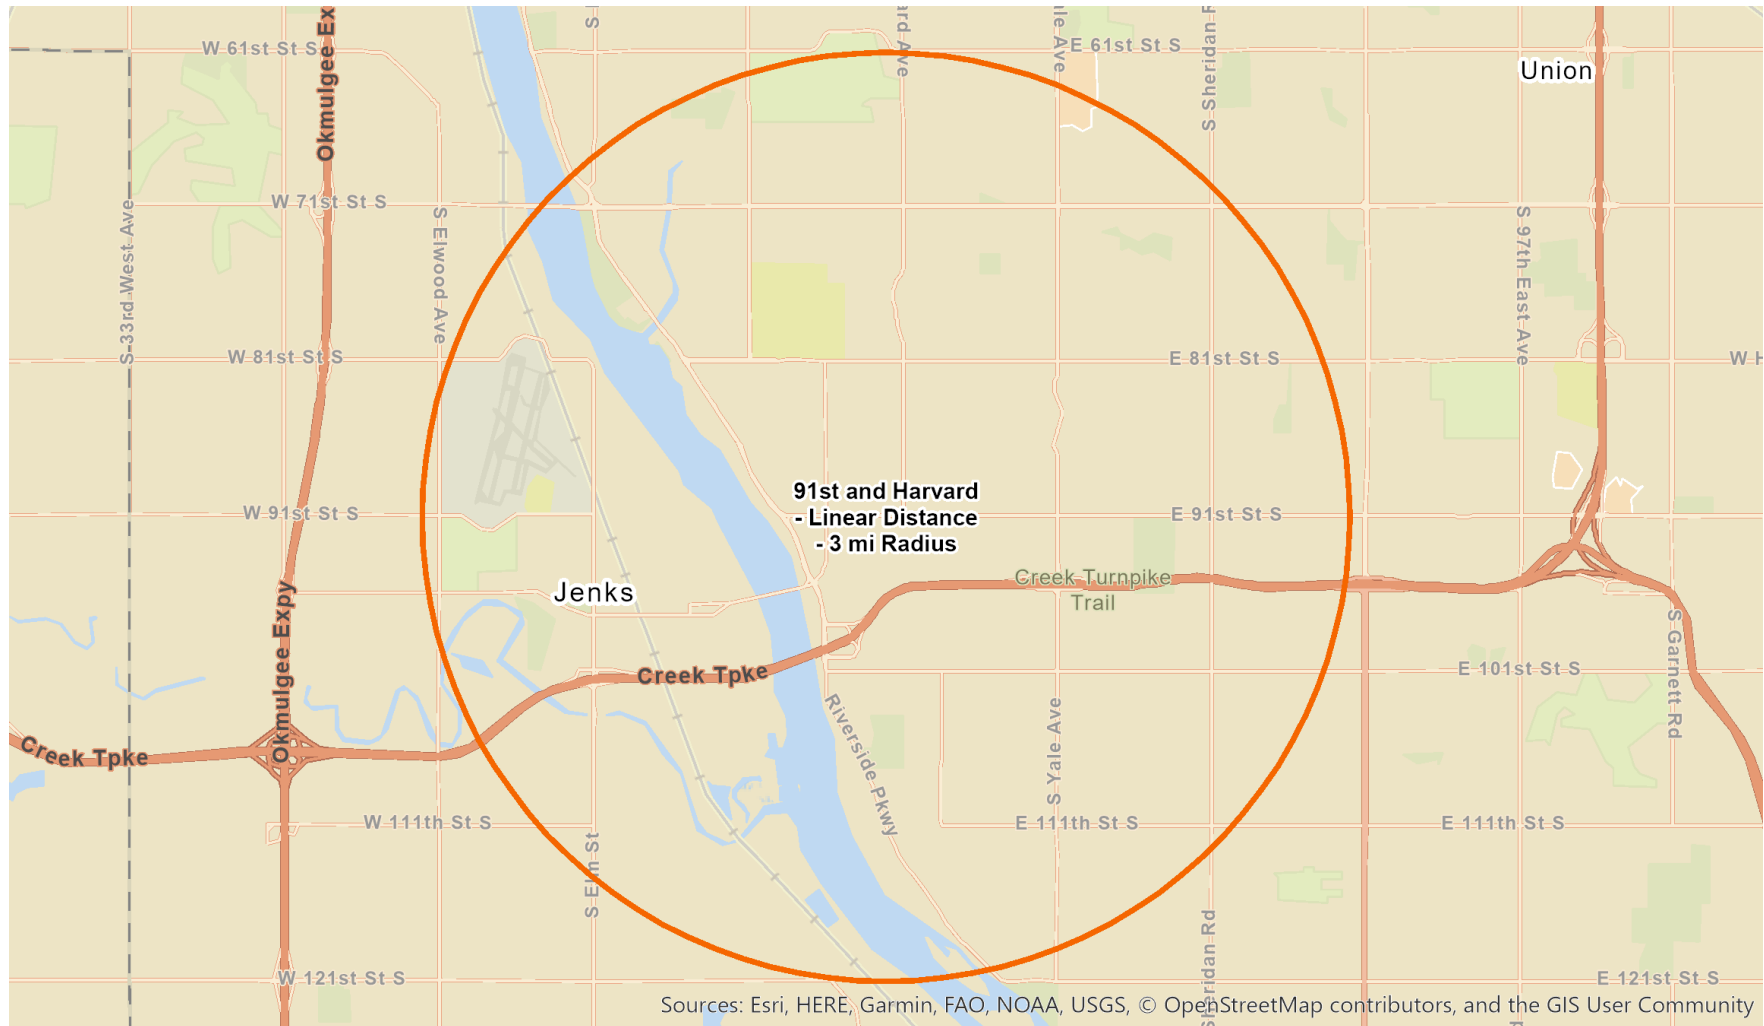 W 61st St S
Okmulgee Ex
S
ard Ave
ule Ave
E 61st St S
S Sheridan R
Union
W 71st St S
S 33rd West Ave
S Elwood Ave
S 97th East Ave
W 81st St S
E 81st St S
W H
91st and Harvard
- Linear Distance
- 3 mi Radius
W 91st St S
E 91st St S
Jenks
Creek Turnpike
Trail
Okmulgee Expy
S Garnett Rd
Creek Tpke
E 101st St S
Creek Tpke
Riverside Pkwy
S Yale Ave
W 111th St S
E 111th St S
E 111th St S
S Elm St
Sheridan Rd
W 121st St S
E 121st St S
Sources: Esri, HERE, Garmin, FAO, NOAA, USGS, © OpenStreetMap contributors, and the GIS User Community